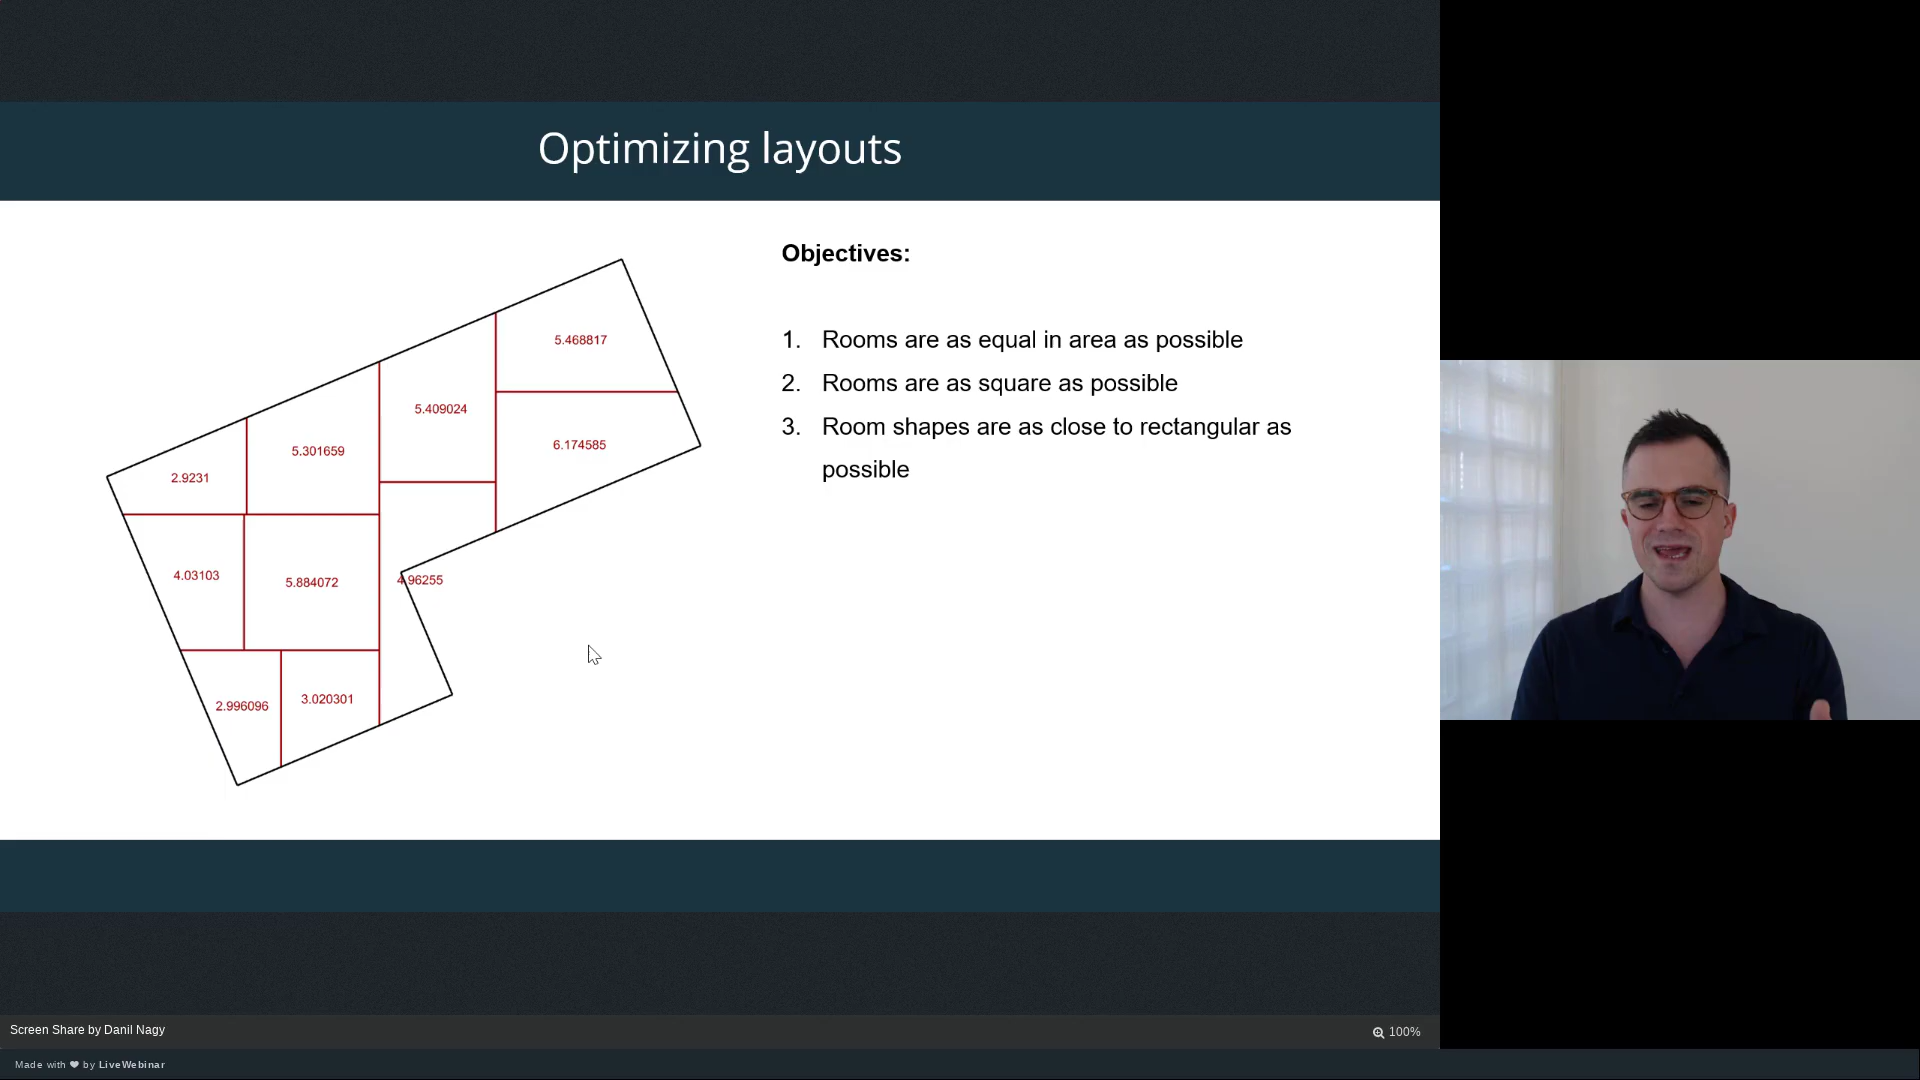 Optimizing layouts
Objectives:
1. Rooms are as equal in area as possible
2. Rooms are as square as possible
3. Room shapes are as close to rectangular as
possible
5.468817
5.409024
6.174585
5.301659
2.9231
4.03103
5.884072
4.96255
2.996096
3.020301
Screen Share by Danil Nagy
100%
Made with ❤ by LiveWebinar